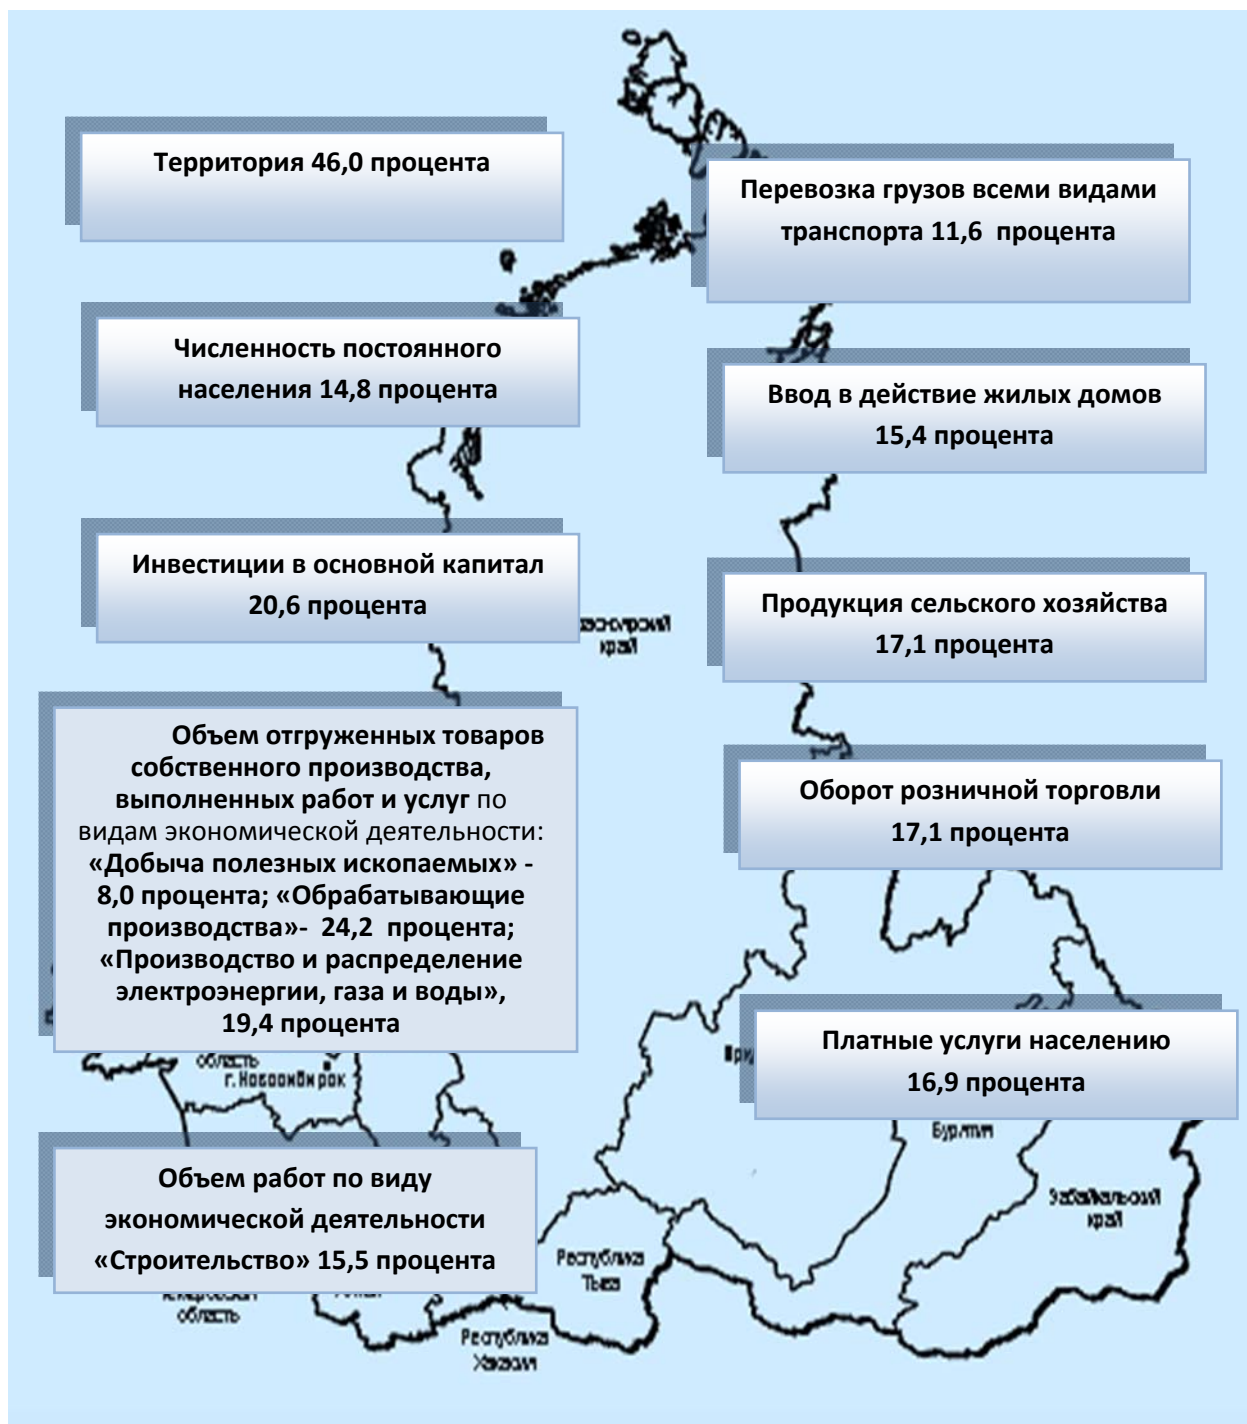 Территория 46,0 процента
Перевозка грузов всеми видами
транспорта 11,6 процента
Численность постоянного
населения 14,8 процента
Ввод в действие жилых домов
15,4 процента
Инвестиции в основной капитал
20,6 процента
Продукция сельского хозяйства
17,1 процента
край
Объем отгруженных товаров
собственного производства,
выполненных работ и услуг по
видам экономической деятельности:
«Добыча полезных ископаемых» -
8,0 процента; «Обрабатывающие
производства»- 24,2 процента;
«Производство и распределение
электроэнергии, газа и воды»,
19,4 процента
Оборот розничной торговли
17,1 процента
Платные услуги населению
16,9 процента
область
г. Новосибирск
Бурятия
Объем работ по виду
экономической деятельности
«Строительство» 15,5 процента
Забайкальский
край
Республика
Тыва
область
Республика
Хакасия